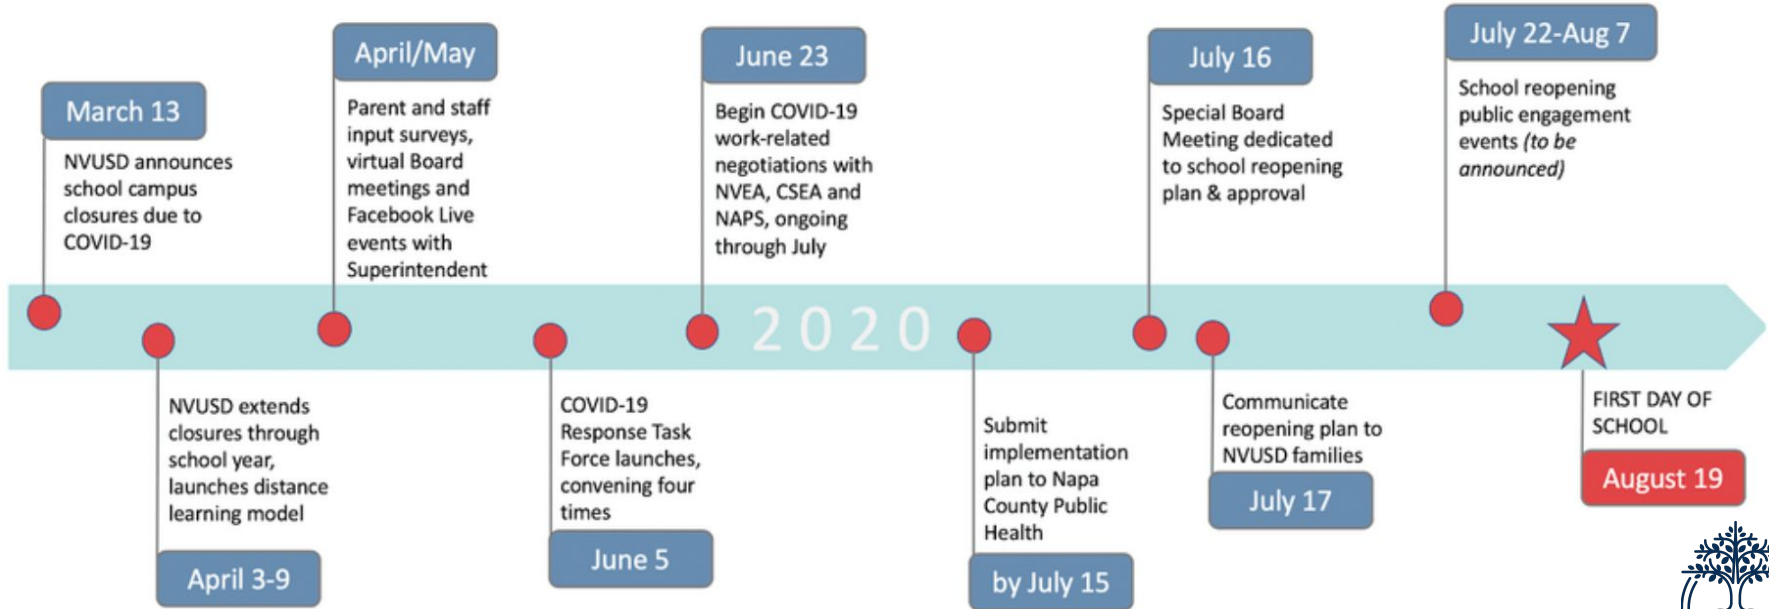 March 13
NVUSD announces
school campus
closures due to
COVID-19
April/May
Parent and staff
input surveys,
virtual Board
meetings and
Facebook Live
events with
Superintendent
June 23
Begin COVID-19
work-related
negotiations with
NVEA, CSEA and
NAPS, ongoing
through July
July 16
Special Board
Meeting dedicated
to school reopening
plan & approval
July 22-Aug 7
School reopening
public engagement
events (to be
announced)
2020
NVUSD extends
closures through
school year,
launches distance
learning model
April 3-9
COVID-19
Response Task
Force launches,
convening four
times
June 5
Submit
implementation
plan to Napa
County Public
Health
by July 15
Communicate
reopening plan to
NVUSD families
July 17
FIRST DAY OF
SCHOOL
August 19